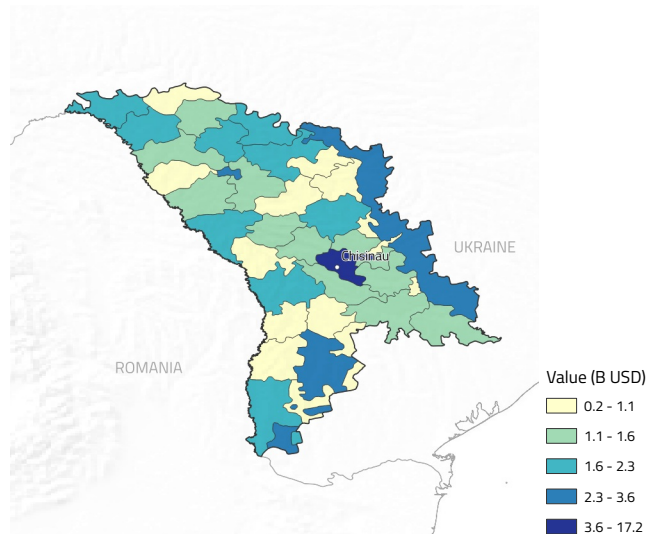 Chisinau
UKRAINE
ROMANIA
Value (B USD)
0.2 - 1.1
1.1 - 1.6
1.6 - 2.3
2.3 - 3.6
3.6 - 17.2